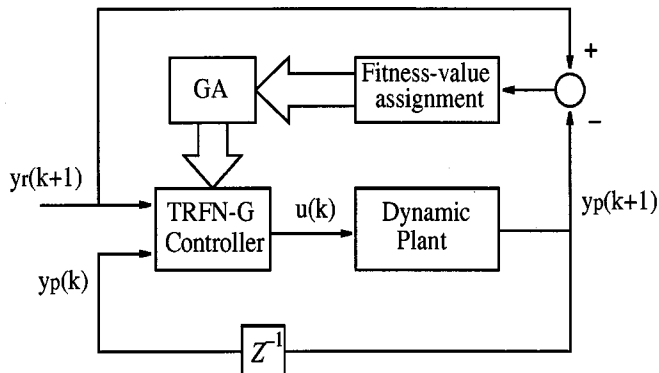 +
GA
Fitness-value
assignment
−
yr(k+1)
TRFN-G
Controller
u(k)
Dynamic
Plant
yp(k+1)
yp(k)
Z⁻¹